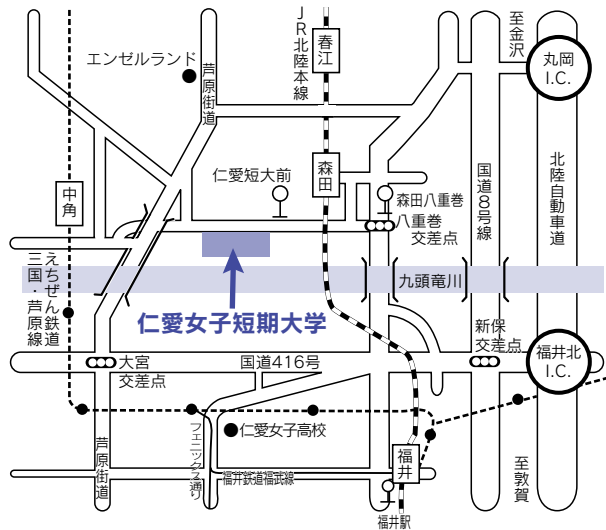 エンゼルランド
芦原街道
JR北陸本線
春江
至金沢
丸岡
I.C.
中角
仁愛短大前
森田
森田八重巻
八重巻
交差点
国道8号線
北陸自動車道
えちぜん鉄道
三国・芦原線
九頭竜川
仁愛女子短期大学
大宮
交差点
国道416号
新保
交差点
福井北
I.C.
芦原街道
フェニックス通り
仁愛女子高校
福井鉄道福武線
福井
福井駅
至敦賀